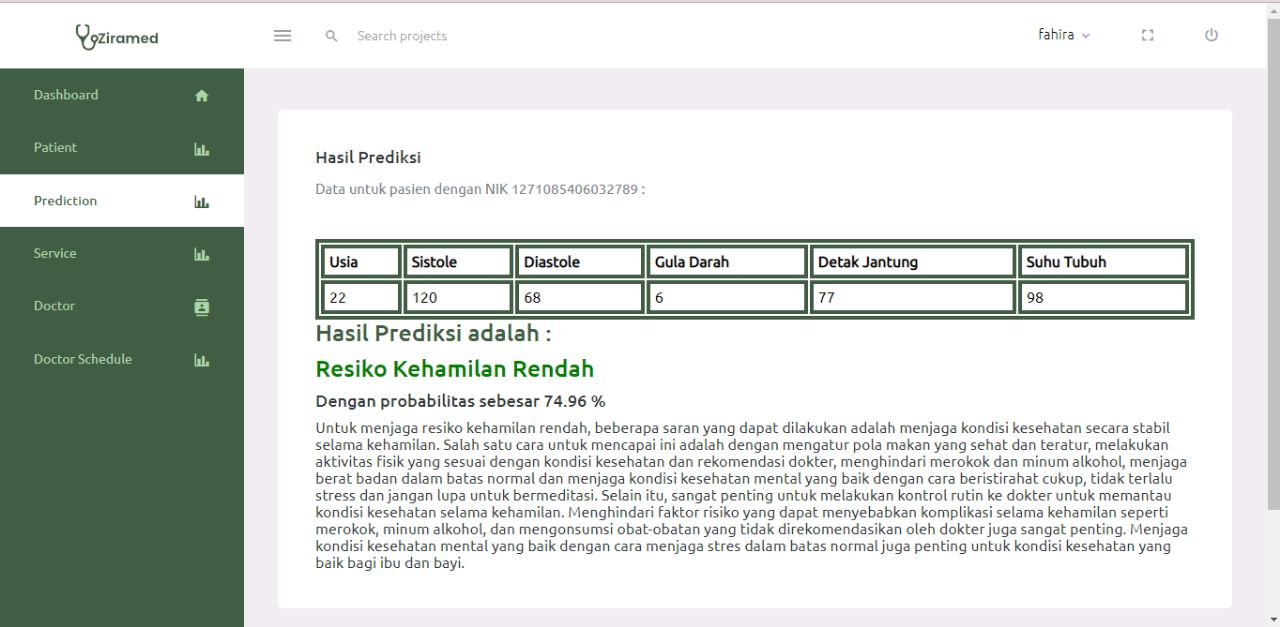 Ziramed
Search projects
fahira
Dashboard
Patient
Prediction
Service
Doctor
Doctor Schedule
Hasil Prediksi
Data untuk pasien dengan NIK 1271085406032789 :
Usia Sistole Diastole Gula Darah Detak Jantung Suhu Tubuh
22 120 68 6 77 98
Hasil Prediksi adalah :
Resiko Kehamilan Rendah
Dengan probabilitas sebesar 74.96 %
Untuk menjaga resiko kehamilan rendah, beberapa saran yang dapat dilakukan adalah menjaga kondisi kesehatan secara stabil
selama kehamilan. Salah satu cara untuk mencapai ini adalah dengan mengatur pola makan yang sehat dan teratur, melakukan
aktivitas fisik yang sesuai dengan kondisi kesehatan dan rekomendasi dokter, menghindari merokok dan minum alkohol, menjaga
berat badan dalam batas normal dan menjaga kondisi kesehatan mental yang baik dengan cara beristirahat cukup, tidak terlalu
stress dan jangan lupa untuk bermeditasi. Selain itu, sangat penting untuk melakukan kontrol rutin ke dokter untuk memantau
kondisi kesehatan selama kehamilan. Menghindari faktor risiko yang dapat menyebabkan komplikasi selama kehamilan seperti
merokok, minum alkohol, dan mengonsumsi obat-obatan yang tidak direkomendasikan oleh dokter juga sangat penting. Menjaga
kondisi kesehatan mental yang baik dengan cara menjaga stres dalam batas normal juga penting untuk kondisi kesehatan yang
baik bagi ibu dan bayi.